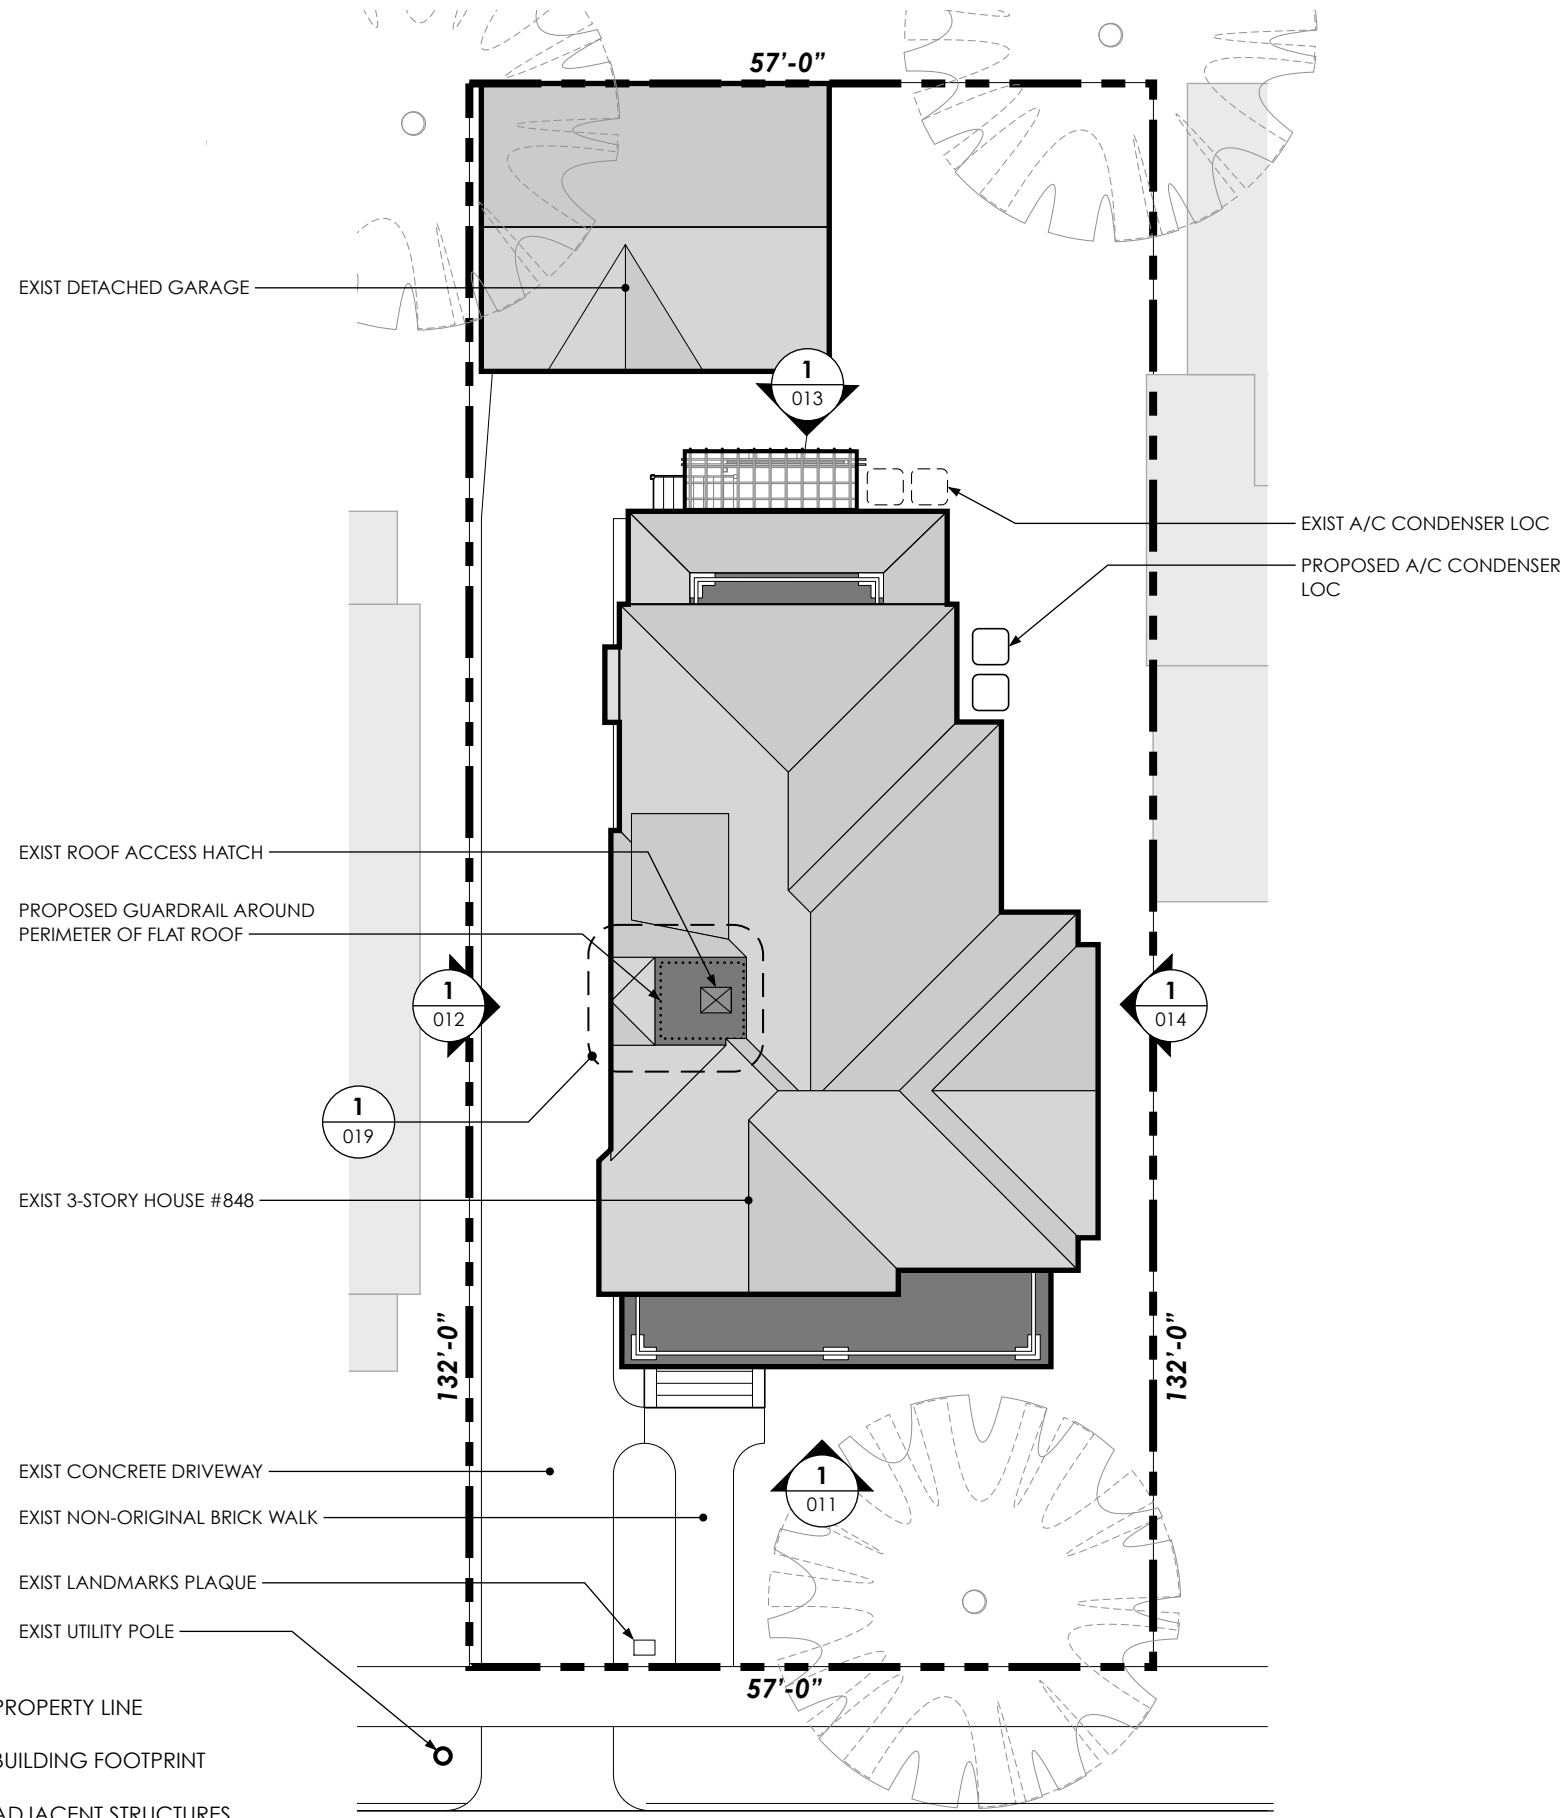 57’-0”
EXIST DETACHED GARAGE
1
013
EXIST A/C CONDENSER LOC
PROPOSED A/C CONDENSER
LOC
EXIST ROOF ACCESS HATCH
PROPOSED GUARDRAIL AROUND
PERIMETER OF FLAT ROOF
1
012
1
014
1
019
EXIST 3-STORY HOUSE #848
132’-0”
132’-0”
EXIST CONCRETE DRIVEWAY
1
011
EXIST NON-ORIGINAL BRICK WALK
EXIST LANDMARKS PLAQUE
EXIST UTILITY POLE
57’-0”
PROPERTY LINE
BUILDING FOOTPRINT
ADJACENT STRUCTURES